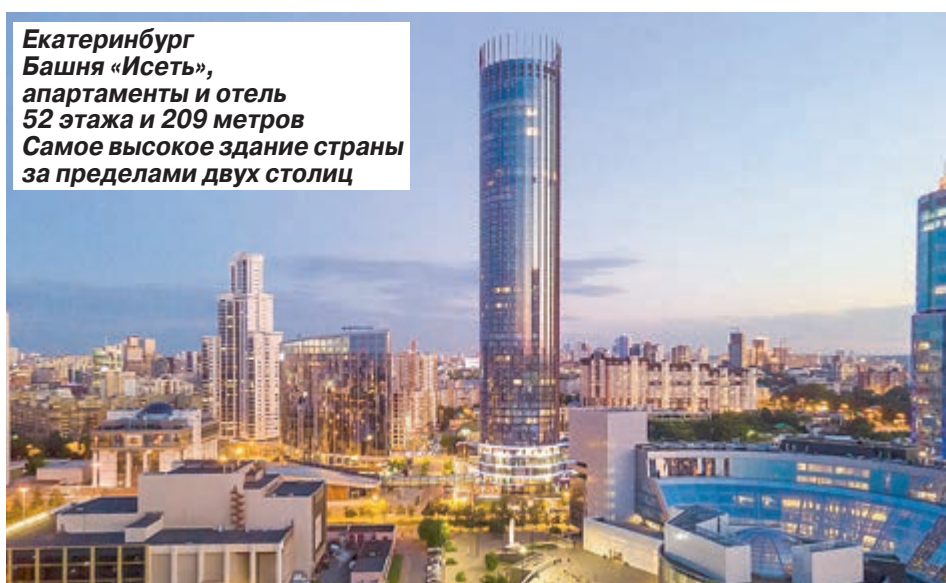 Екатеринбург
Башня «Исеть»,
апартаменты и отель
52 этажа и 209 метров
Самое высокое здание страны
за пределами двух столиц